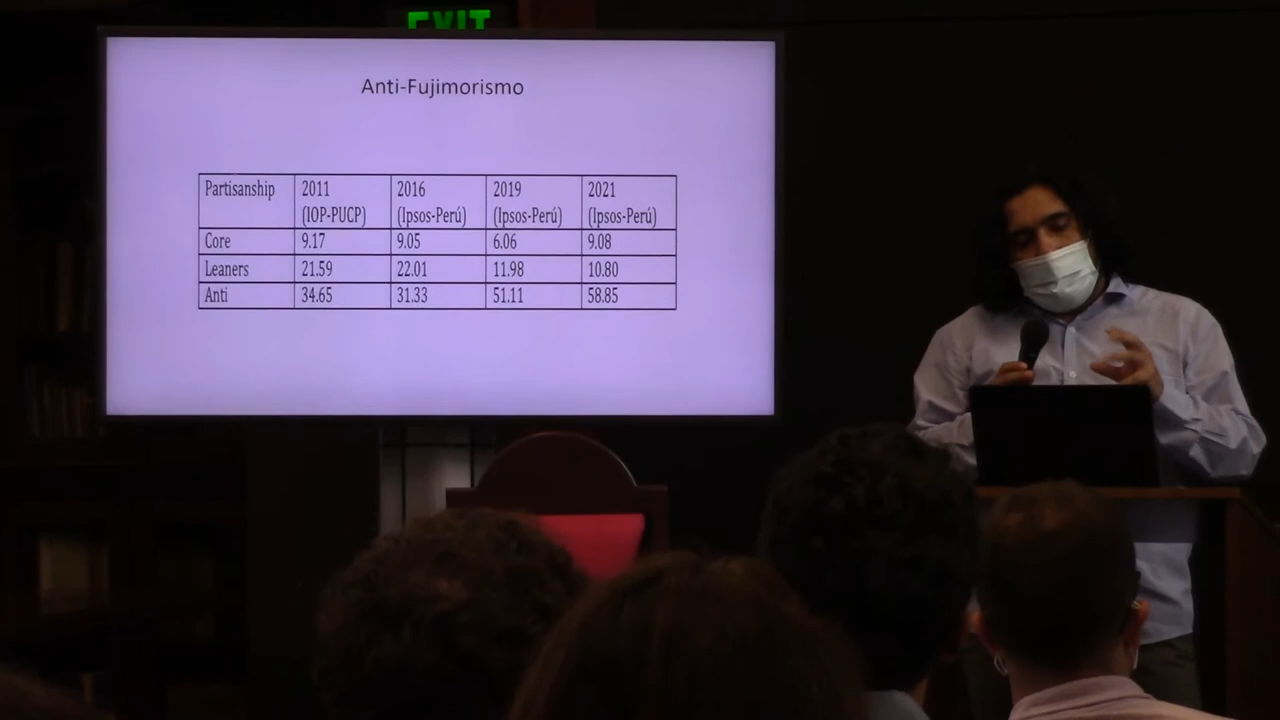 EXIT
Anti-Fujimorismo
Partisanship 2011 2016 2019 2021
(IOP-PUCP) (Ipsos-Perú) (Ipsos-Perú) (Ipsos-Perú)
Core 9.17 9.05 6.06 9.08
Leaners 21.59 22.01 11.98 10.80
Anti 34.65 31.33 51.11 58.85